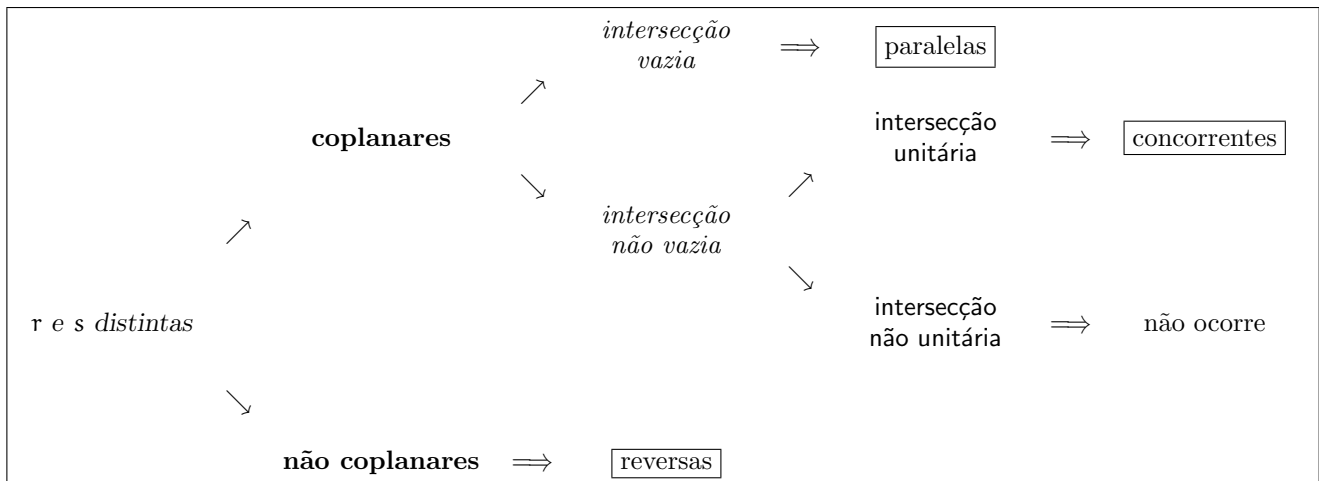 intersecção
vazia
⟹
paralelas
↗
coplanares
intersecção
unitária
⟹
concorrentes
↘
↗
intersecção
não vazia
↗
↘
r e s distintas
intersecção
não unitária
⟹
não ocorre
↘
não coplanares
⟹
reversas